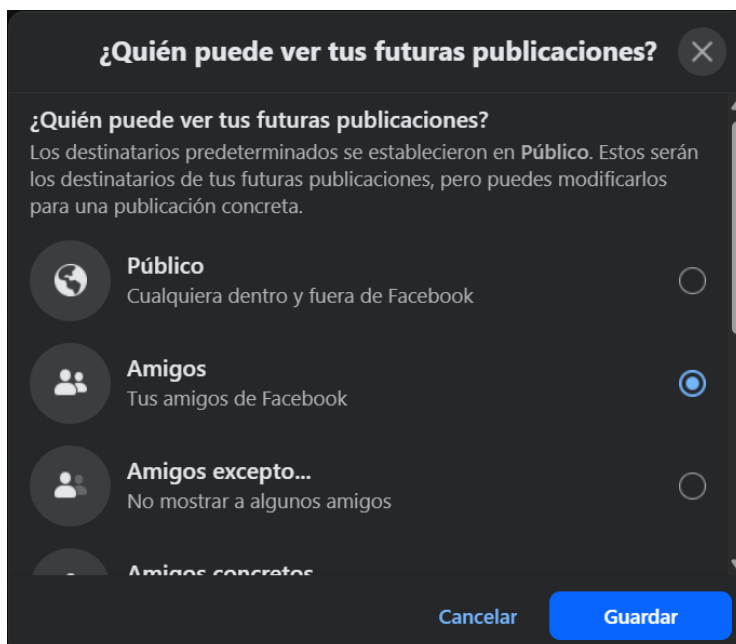 ¿Quién puede ver tus futuras publicaciones?
¿Quién puede ver tus futuras publicaciones?
Los destinatarios predeterminados se establecieron en Público. Estos serán
los destinatarios de tus futuras publicaciones, pero puedes modificarlos
para una publicación concreta.
Público
Cualquiera dentro y fuera de Facebook
Amigos
Tus amigos de Facebook
Amigos excepto...
No mostrar a algunos amigos
Amigos concretos
Cancelar
Guardar